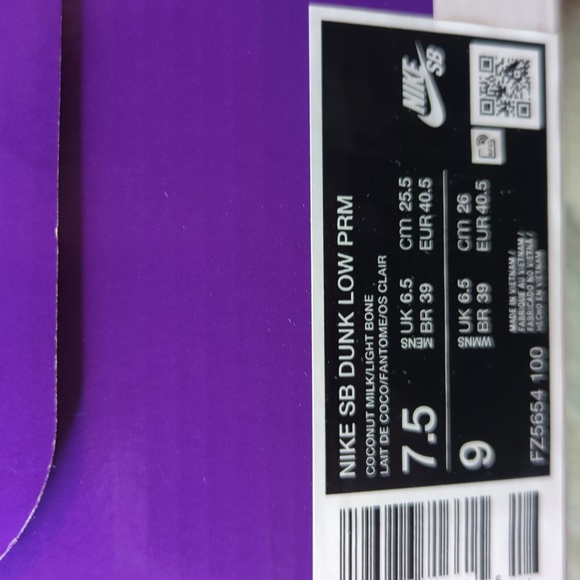 NIKE SB
NIKE SB DUNK LOW PRM
COCONUT MILK/LIGHT BONE
LAIT DE COCO/FANTOME/OS CLAIR
7.5 MENS UK 6.5 cm 25.5
BR 39 EUR 40.5
9 WMNS UK 6.5 cm 26
BR 39 EUR 40.5
MADE IN VIETNAM /
FABRIQUE AU VIETNAM /
FABRICADO NO VIETNÃ /
HECHO EN VIETNAM
FZ5654 100